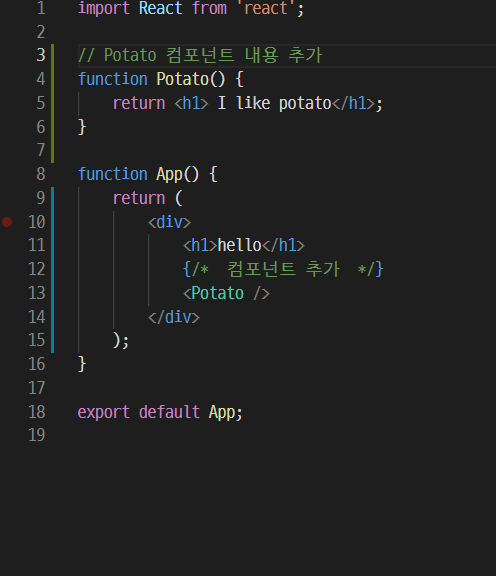 1 import React from 'react';
2
3 // Potato 컴포넌트 내용 추가
4 function Potato() {
5     return <h1> I like potato</h1>;
6 }
7
8 function App() {
9     return (
10         <div>
11             <h1>hello</h1>
12             {/*  컴포넌트 추가  */}
13             <Potato />
14         </div>
15     );
16 }
17
18 export default App;
19